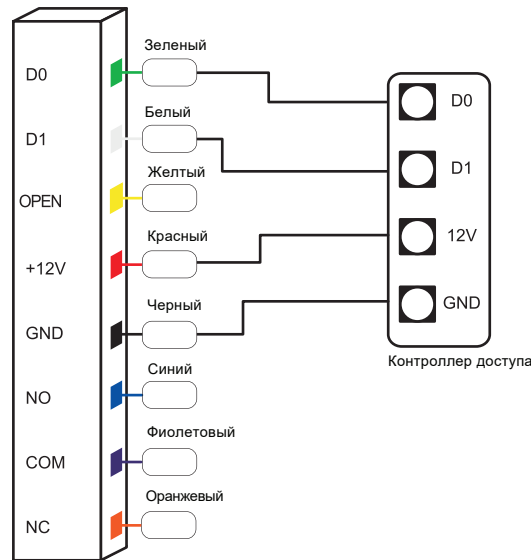 Зеленый
D0
D0
Белый
D1
D1
Желтый
OPEN
Красный
12V
+12V
Черный
GND
GND
Контроллер доступа
Синий
NO
Фиолетовый
COM
Оранжевый
NC